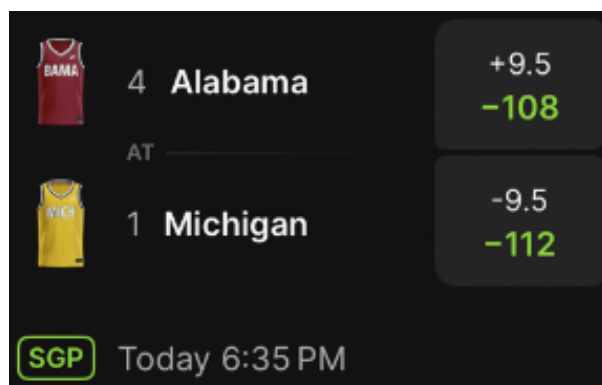 BAMA
4 Alabama
+9.5
−108
AT
MICH
1 Michigan
-9.5
−112
SGP Today 6:35 PM